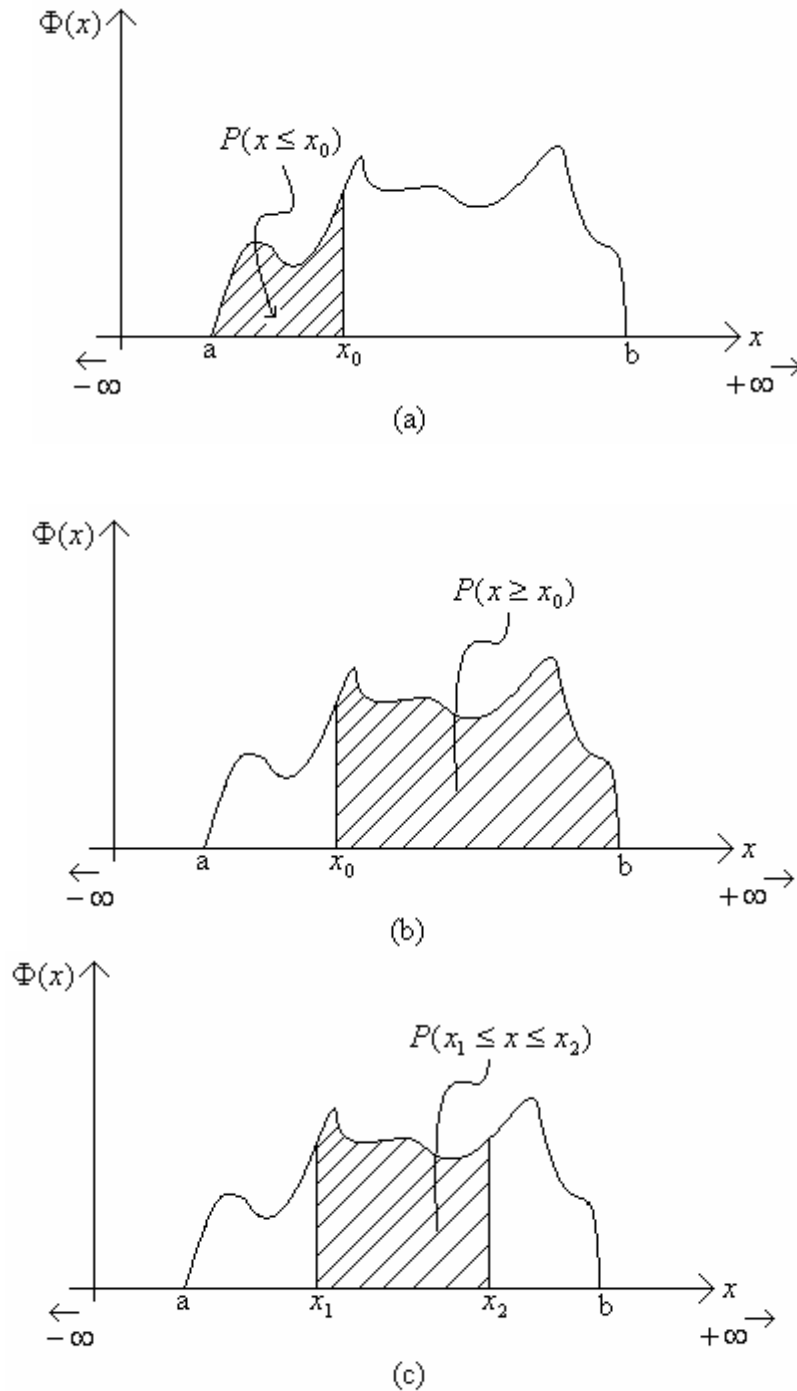 Φ(x)
P(x ≤ x₀)
a x₀ b x
− ∞ + ∞
(a)
Φ(x)
P(x ≥ x₀)
a x₀ b x
− ∞ + ∞
(b)
Φ(x)
P(x₁ ≤ x ≤ x₂)
a x₁ x₂ b x
− ∞ + ∞
(c)